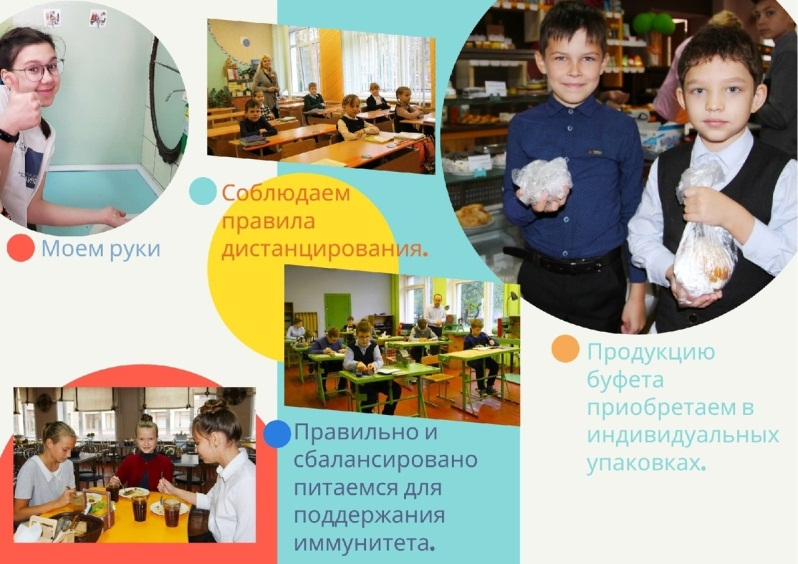 Моем руки
Соблюдаем
правила
дистанцирования.
Правильно и
сбалансировано
питаемся для
поддержания
иммунитета.
Продукцию
буфета
приобретаем в
индивидуальных
упаковках.